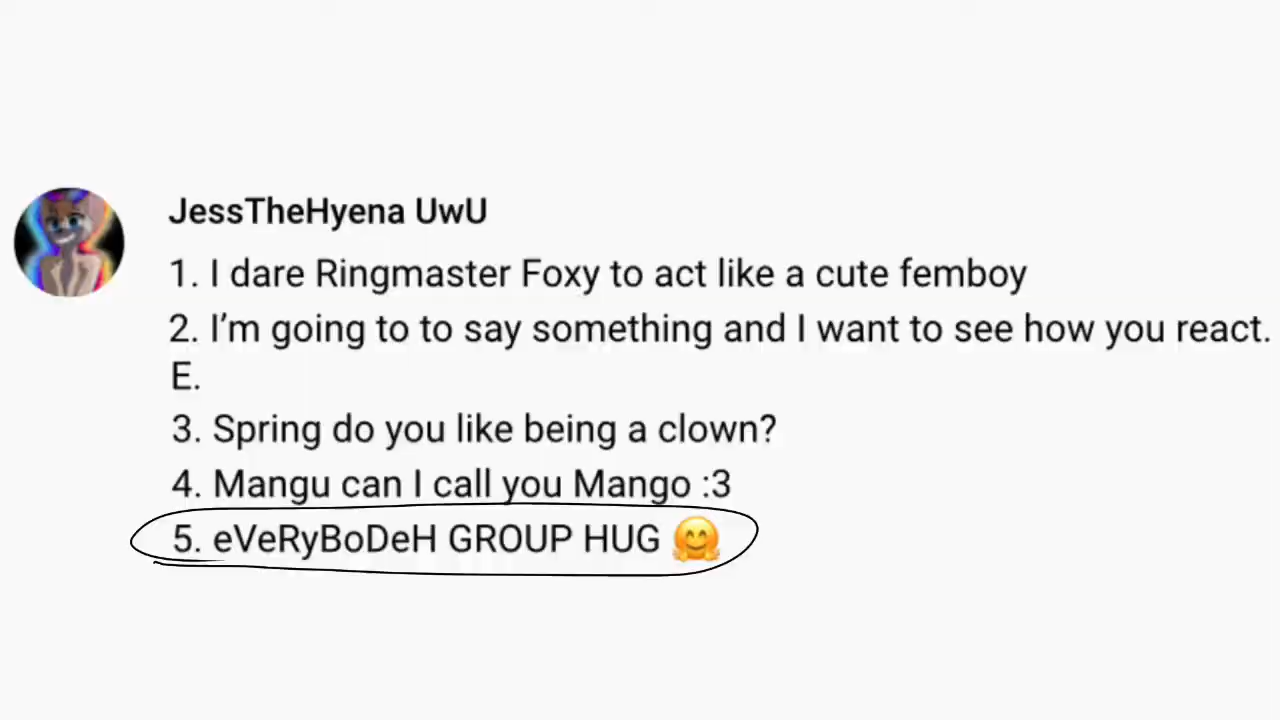 JessTheHyena UwU
1. I dare Ringmaster Foxy to act like a cute femboy
2. I’m going to to say something and I want to see how you react.
E.
3. Spring do you like being a clown?
4. Mangu can I call you Mango :3
5. eVeRyBoDeH GROUP HUG 🤗